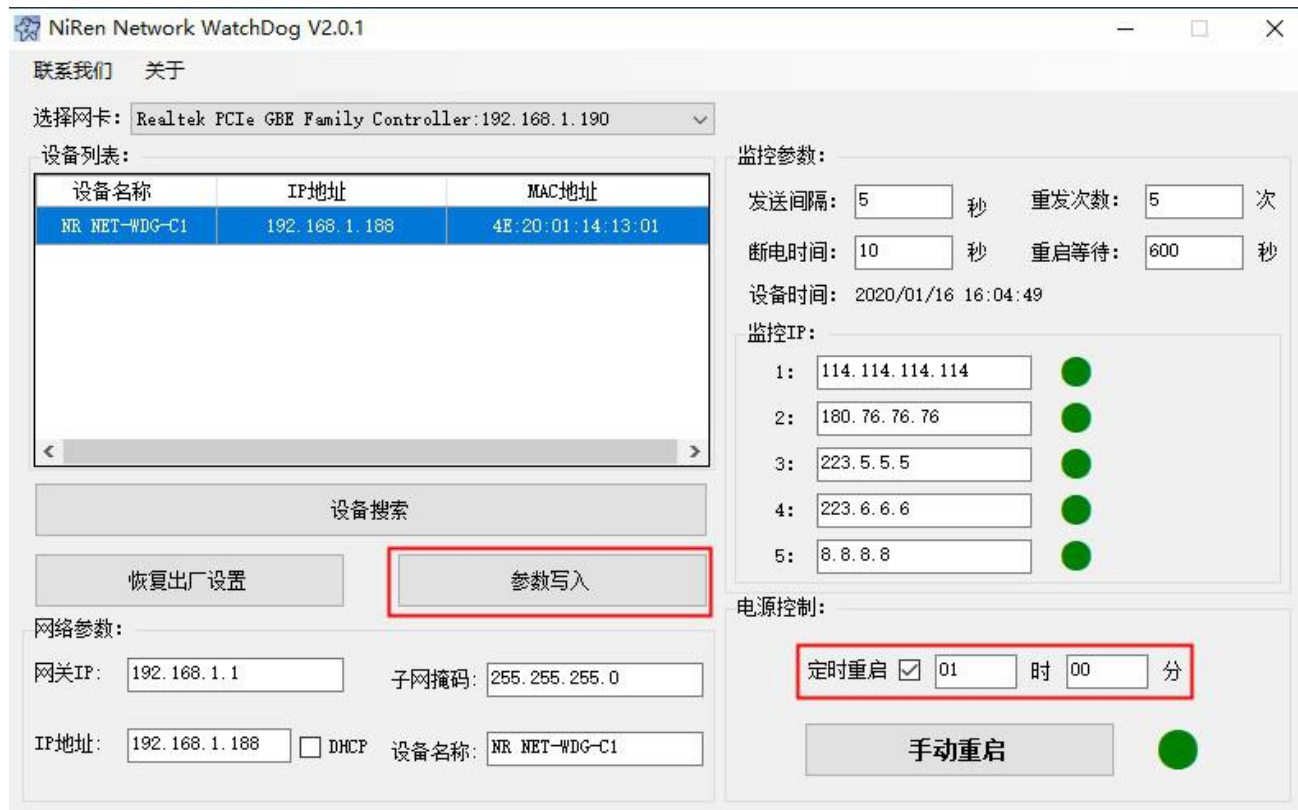 NiRen Network WatchDog V2.0.1
联系我们 关于
选择网卡: Realtek PCIe GBE Family Controller:192.168.1.190
设备列表:
设备名称 IP地址 MAC地址
NR NET-WDG-C1 192.168.1.188 4E:20:01:14:13:01
设备搜索
恢复出厂设置 参数写入
网络参数:
网关IP: 192.168.1.1 子网掩码: 255.255.255.0
IP地址: 192.168.1.188 DHCP 设备名称: NR NET-WDG-C1
监控参数:
发送间隔: 5 秒 重发次数: 5 次
断电时间: 10 秒 重启等待: 600 秒
设备时间: 2020/01/16 16:04:49
监控IP:
1: 114.114.114.114
2: 180.76.76.76
3: 223.5.5.5
4: 223.6.6.6
5: 8.8.8.8
电源控制:
定时重启 01 时 00 分
手动重启